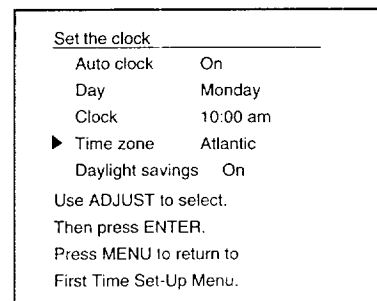 Set the clock
Auto clock On
Day Monday
Clock 10:00 am
▶ Time zone Atlantic
Daylight savings On
Use ADJUST to select.
Then press ENTER.
Press MENU to return to
First Time Set-Up Menu.